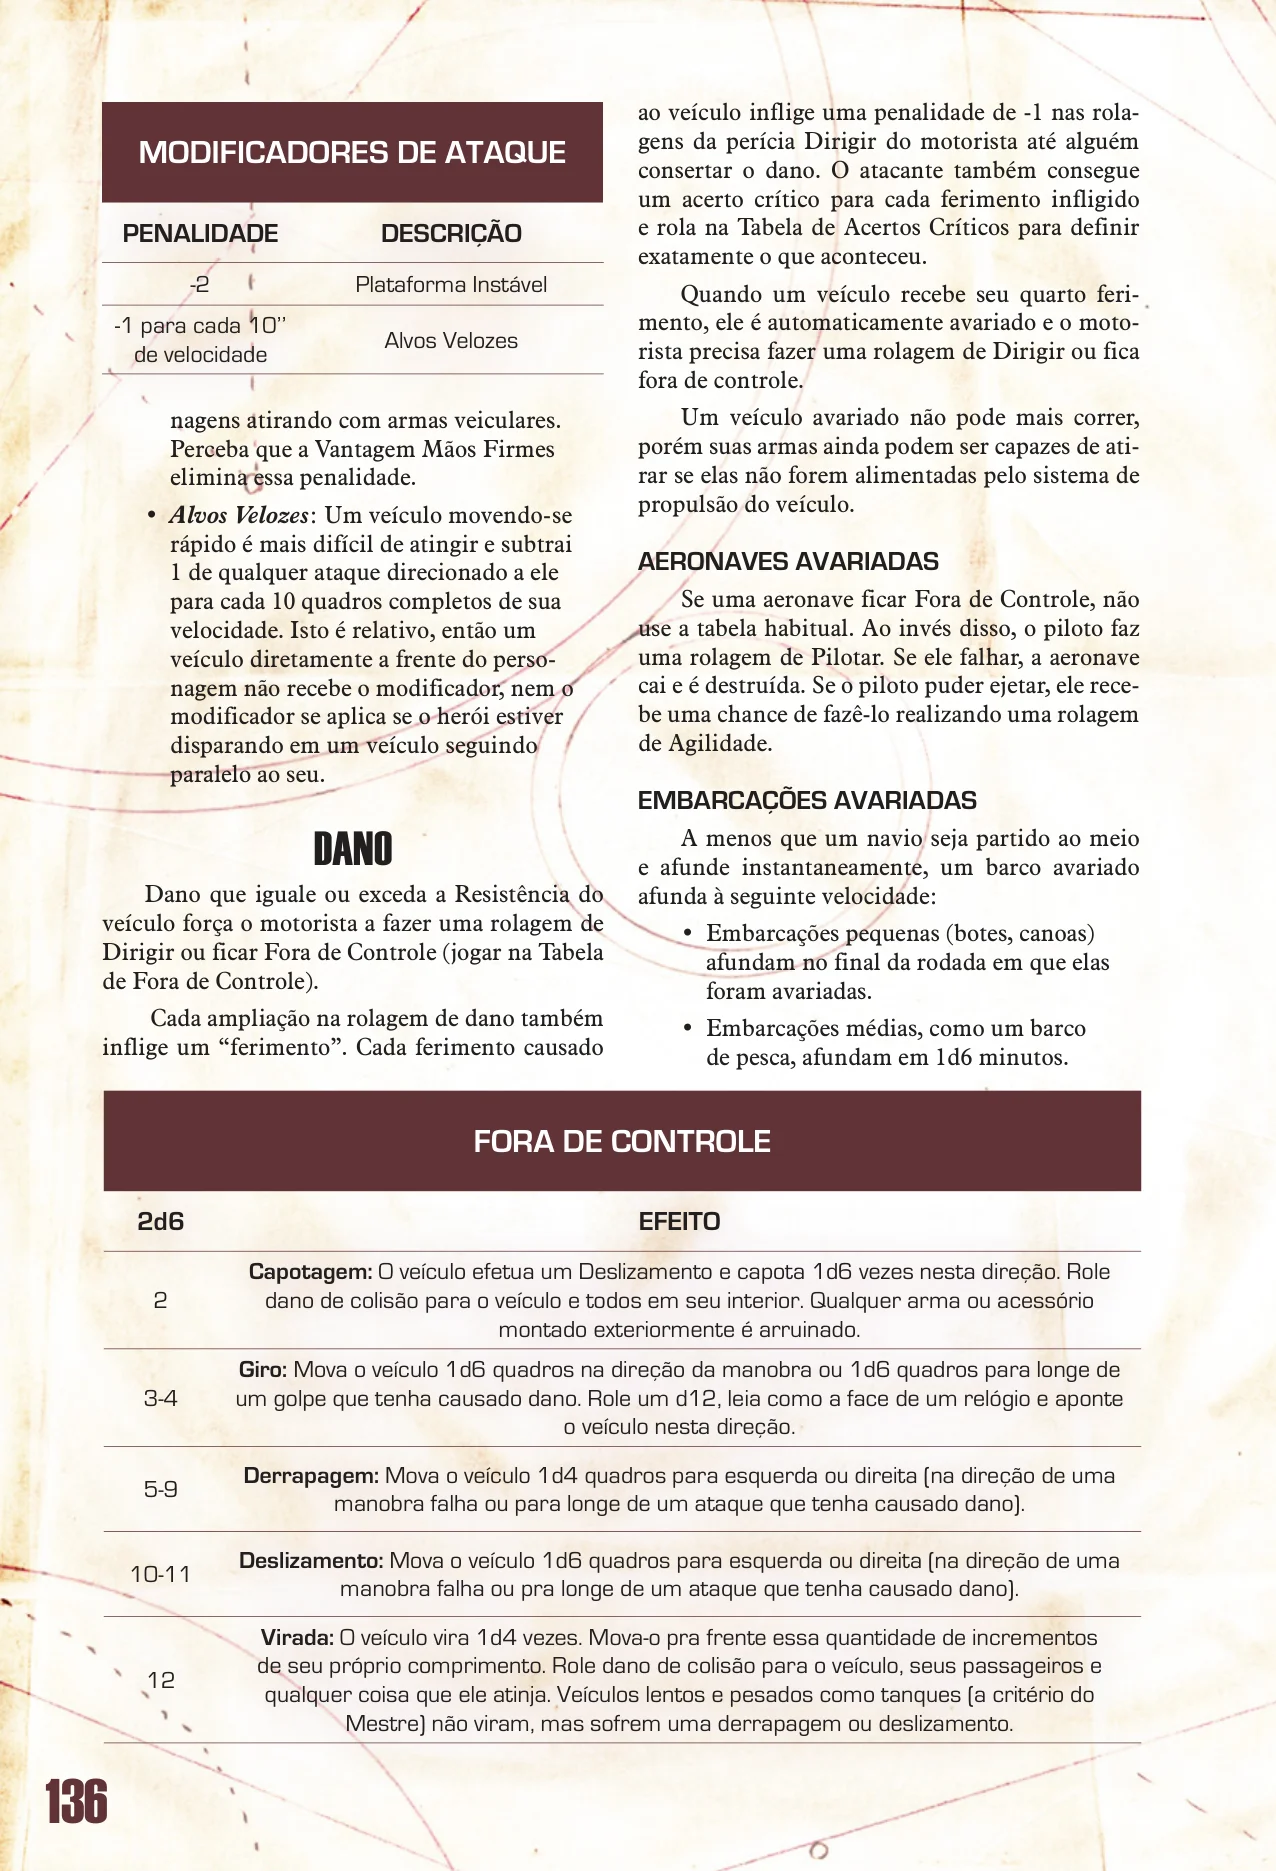 MODIFICADORES DE ATAQUE
PENALIDADE DESCRIÇÃO
-2 Plataforma Instável
-1 para cada 10’’
de velocidade
Alvos Velozes
nagens atirando com armas veiculares.
Perceba que a Vantagem Mãos Firmes
elimina essa penalidade.
• Alvos Velozes: Um veículo movendo-se
rápido é mais difícil de atingir e subtrai
1 de qualquer ataque direcionado a ele
para cada 10 quadros completos de sua
velocidade. Isto é relativo, então um
veículo diretamente a frente do perso-
nagem não recebe o modificador, nem o
modificador se aplica se o herói estiver
disparando em um veículo seguindo
paralelo ao seu.
DANO
Dano que iguale ou exceda a Resistência do
veículo força o motorista a fazer uma rolagem de
Dirigir ou ficar Fora de Controle (jogar na Tabela
de Fora de Controle).
Cada ampliação na rolagem de dano também
inflige um “ferimento”. Cada ferimento causado
ao veículo inflige uma penalidade de -1 nas rola-
gens da perícia Dirigir do motorista até alguém
consertar o dano. O atacante também consegue
um acerto crítico para cada ferimento infligido
e rola na Tabela de Acertos Críticos para definir
exatamente o que aconteceu.
Quando um veículo recebe seu quarto feri-
mento, ele é automaticamente avariado e o moto-
rista precisa fazer uma rolagem de Dirigir ou fica
fora de controle.
Um veículo avariado não pode mais correr,
porém suas armas ainda podem ser capazes de ati-
rar se elas não forem alimentadas pelo sistema de
propulsão do veículo.
AERONAVES AVARIADAS
Se uma aeronave ficar Fora de Controle, não
use a tabela habitual. Ao invés disso, o piloto faz
uma rolagem de Pilotar. Se ele falhar, a aeronave
cai e é destruída. Se o piloto puder ejetar, ele rece-
be uma chance de fazê-lo realizando uma rolagem
de Agilidade.
EMBARCAÇÕES AVARIADAS
A menos que um navio seja partido ao meio
e afunde instantaneamente, um barco avariado
afunda à seguinte velocidade:
• Embarcações pequenas (botes, canoas)
afundam no final da rodada em que elas
foram avariadas.
• Embarcações médias, como um barco
de pesca, afundam em 1d6 minutos.
FORA DE CONTROLE
2d6 EFEITO
2
Capotagem: O veículo efetua um Deslizamento e capota 1d6 vezes nesta direção. Role
dano de colisão para o veículo e todos em seu interior. Qualquer arma ou acessório
montado exteriormente é arruinado.
3-4
Giro: Mova o veículo 1d6 quadros na direção da manobra ou 1d6 quadros para longe de
um golpe que tenha causado dano. Role um d12, leia como a face de um relógio e aponte
o veículo nesta direção.
5-9
Derrapagem: Mova o veículo 1d4 quadros para esquerda ou direita (na direção de uma
manobra falha ou para longe de um ataque que tenha causado dano).
10-11
Deslizamento: Mova o veículo 1d6 quadros para esquerda ou direita (na direção de uma
manobra falha ou pra longe de um ataque que tenha causado dano).
12
Virada: O veículo vira 1d4 vezes. Mova-o pra frente essa quantidade de incrementos
de seu próprio comprimento. Role dano de colisão para o veículo, seus passageiros e
qualquer coisa que ele atinja. Veículos lentos e pesados como tanques (a critério do
Mestre) não viram, mas sofrem uma derrapagem ou deslizamento.
136